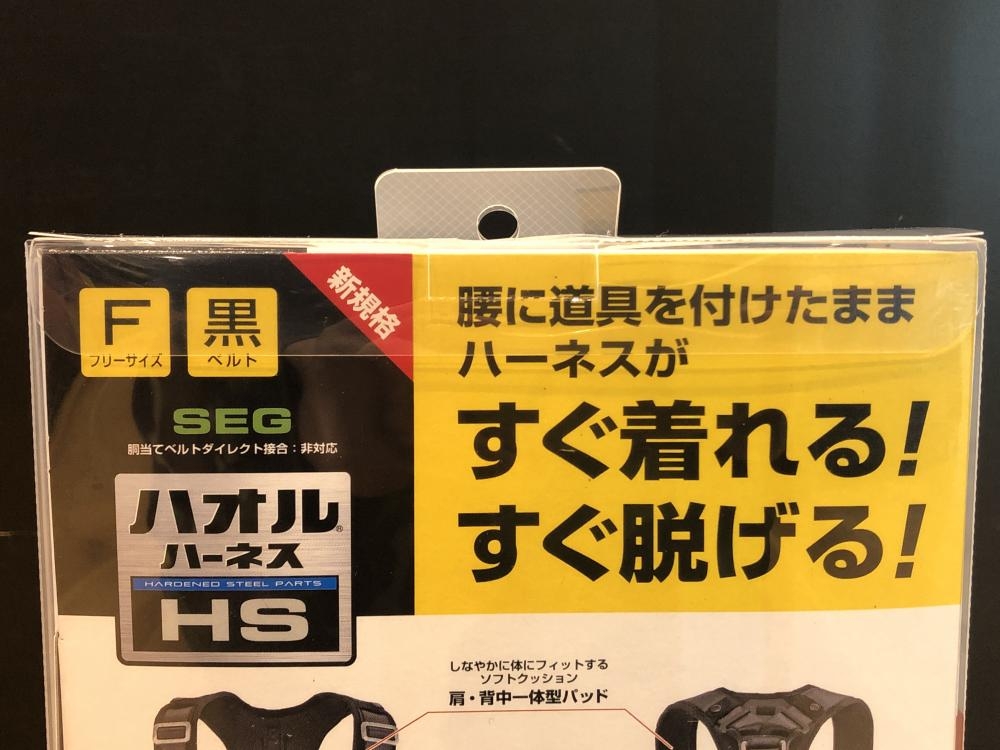 F
フリーサイズ
黒
ベルト
新規格
腰に道具を付けたまま
ハーネスが
すぐ着れる!
すぐ脱げる!
SEG
胴当てベルトダイレクト接合:非対応
ハオル®
ハーネス
HARDENED STEEL PARTS
HS
しなやかに体にフィットする
ソフトクッション
肩・背中一体型パッド